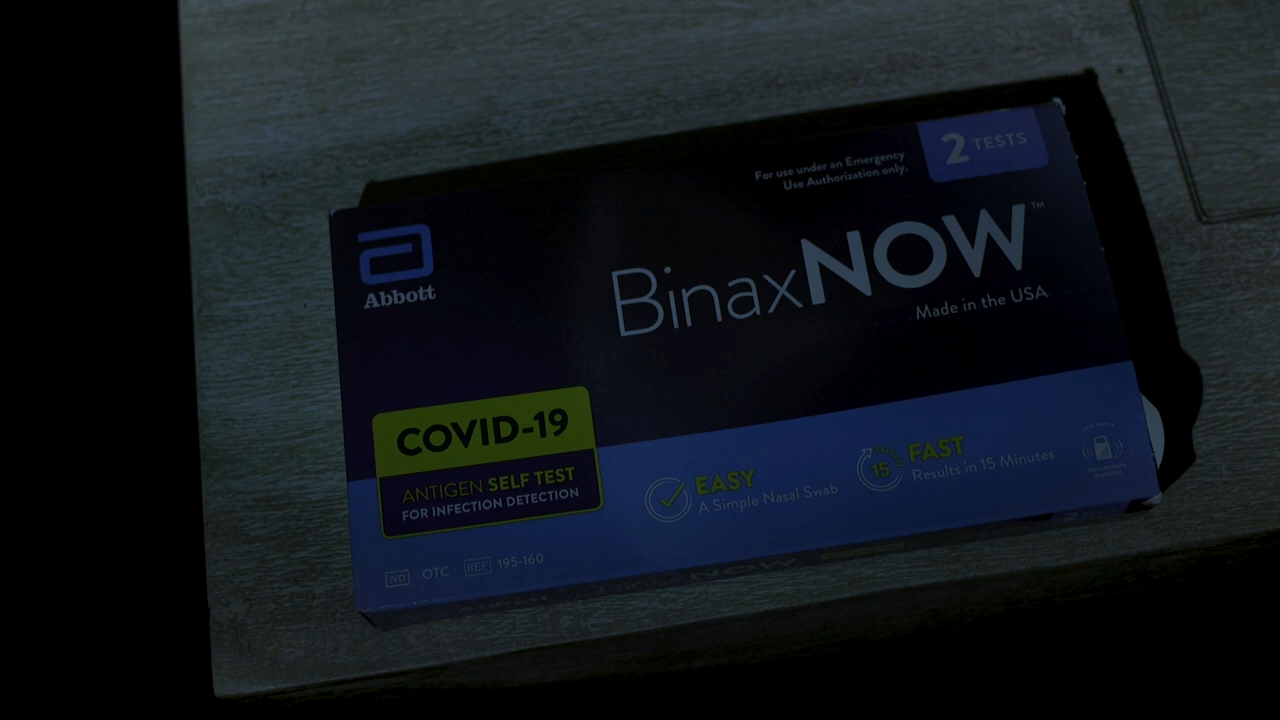 For use under an Emergency
Use Authorization only.
2 TESTS
Abbott
BinaxNOW™
Made in the USA
COVID-19
ANTIGEN SELF TEST
FOR INFECTION DETECTION
EASY
A Simple Nasal Swab
15
FAST
Results in 15 Minutes
IVD OTC REF 195-160
NOW